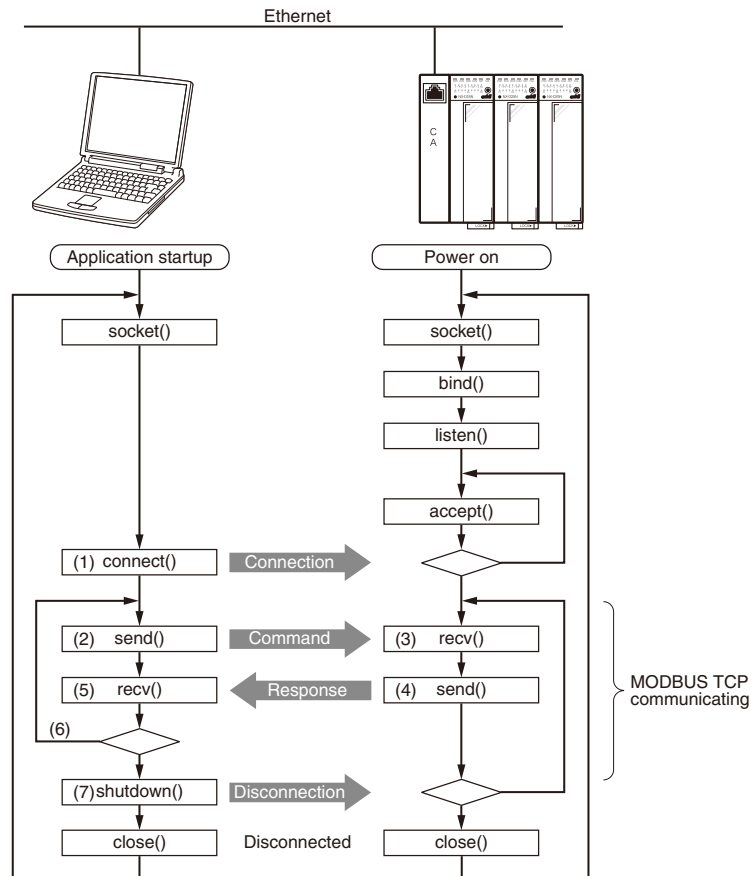 Ethernet
C
A
Application startup
Power on
socket()
socket()
bind()
listen()
accept()
(1) connect()
Connection
(2) send()
Command
(3) recv()
(5) recv()
Response
(4) send()
MODBUS TCP
communicating
(6)
(7) shutdown()
Disconnection
close()
Disconnected
close()